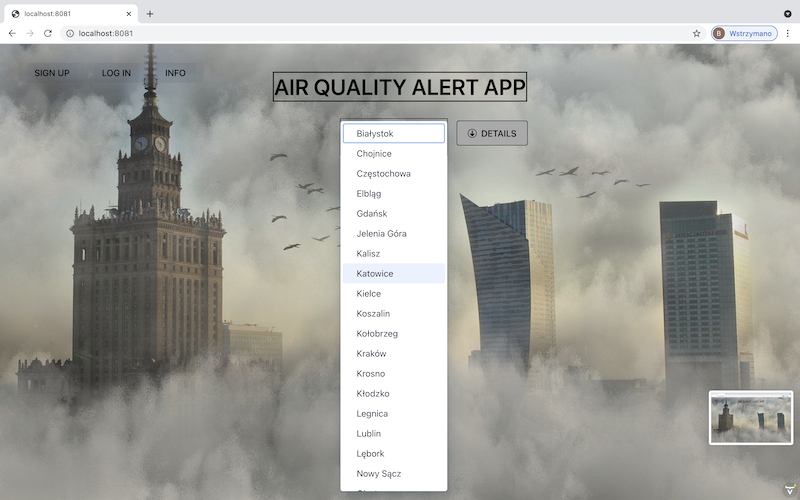 localhost:8081
localhost:8081
B Wstrzymano
SIGN UP LOG IN INFO
AIR QUALITY ALERT APP
DETAILS
Białystok
Chojnice
Częstochowa
Elbląg
Gdańsk
Jelenia Góra
Kalisz
Katowice
Kielce
Koszalin
Kołobrzeg
Kraków
Krosno
Kłodzko
Legnica
Lublin
Lębork
Nowy Sącz